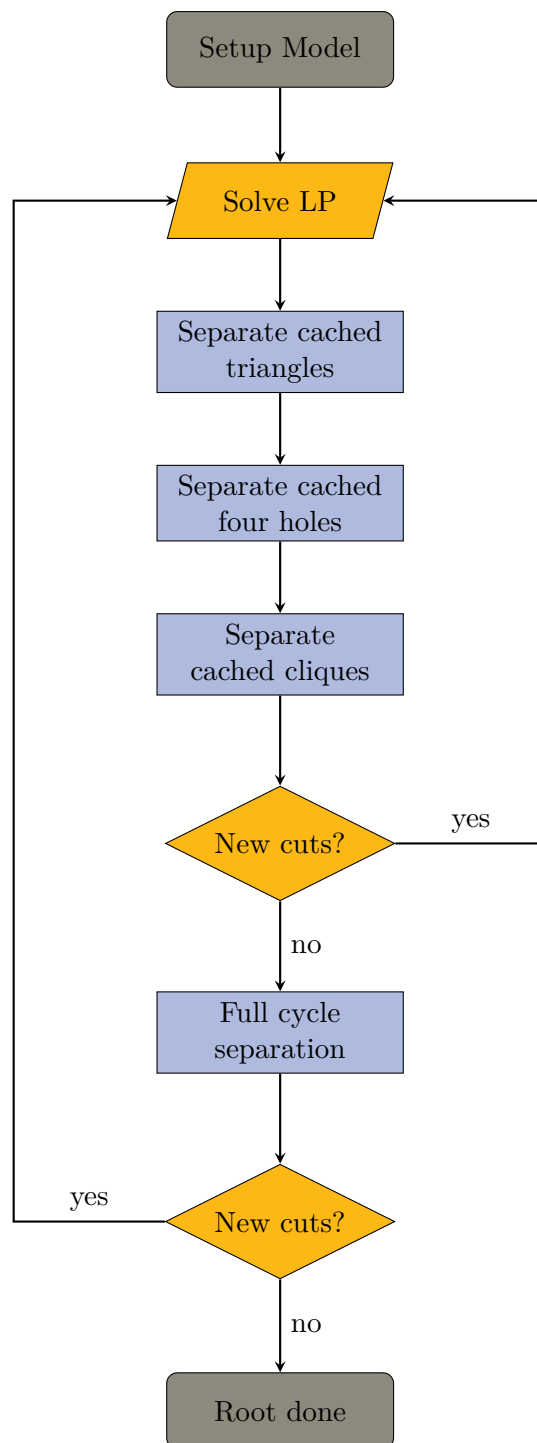 Setup Model
Solve LP
Separate cached
triangles
Separate cached
four holes
Separate
cached cliques
New cuts?
yes
no
Full cycle
separation
New cuts?
yes
no
Root done